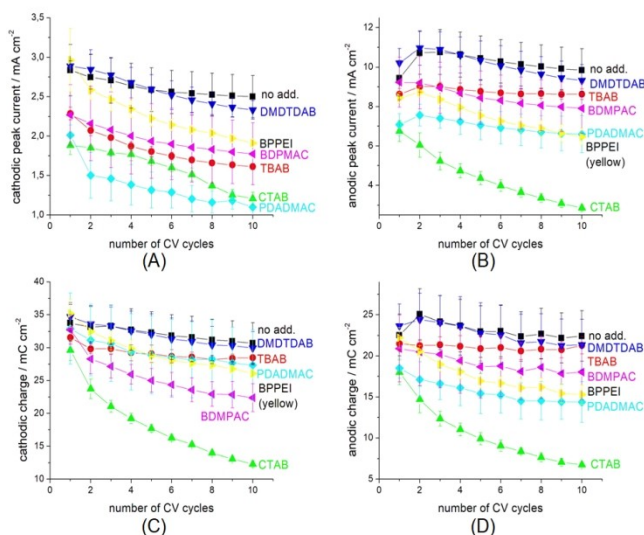 cathodic peak current / mA cm⁻²
3,0
2,5
2,0
1,5
1,0
0
2
4
6
8
10
number of CV cycles
no add.
DMDTDAB
BPPEI
BDPMAC
TBAB
CTAB
PDADMAC
(A)
anodic peak current / mA cm⁻²
12
10
8
6
4
0
2
4
6
8
10
number of CV cycles
no add.
DMDTDAB
TBAB
BDMPAC
PDADMAC
BPPEI
(yellow)
CTAB
(B)
cathodic charge / mC cm⁻²
40
35
30
25
20
15
10
0
2
4
6
8
10
number of CV cycles
no add.
DMDTDAB
TBAB
PDADMAC
BPPEI
(yellow)
BDMPAC
CTAB
(C)
anodic charge / mC cm⁻²
30
25
20
15
10
5
0
2
4
6
8
10
number of CV cycles
no add.
DMDTDAB
TBAB
BDMPAC
BPPEI
(yellow)
PDADMAC
CTAB
(D)